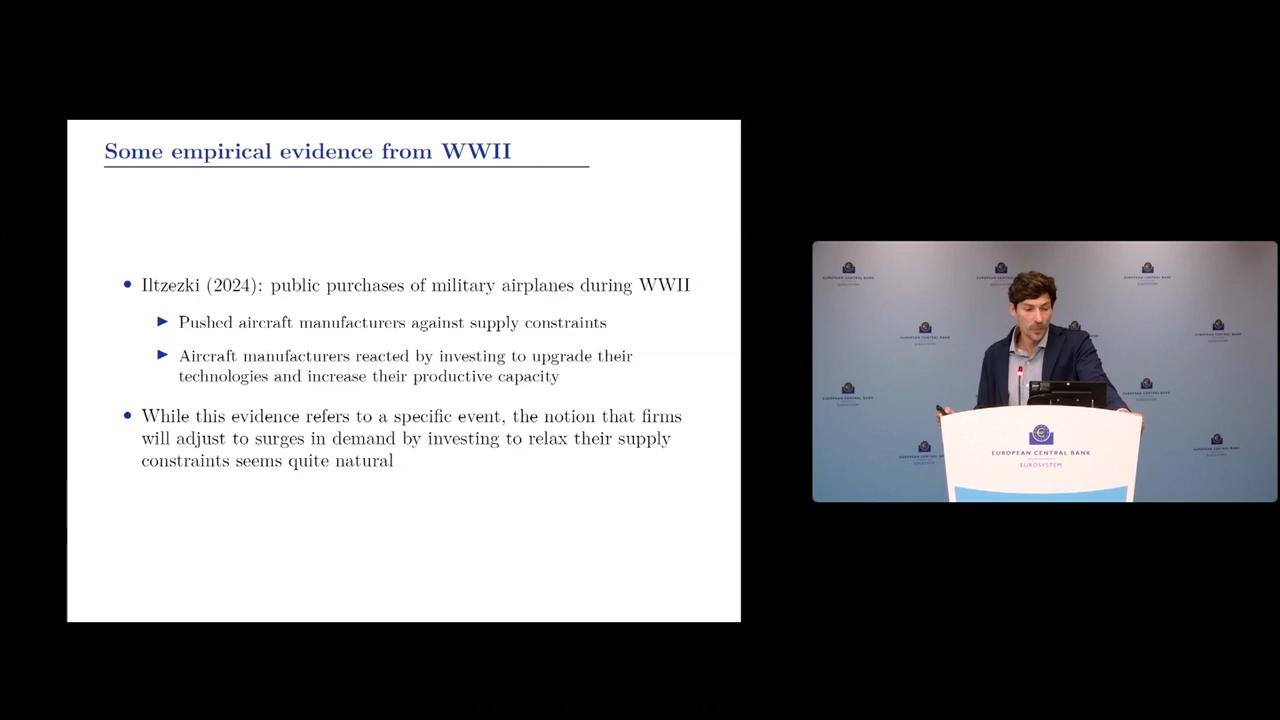 Some empirical evidence from WWII
Iltzezki (2024): public purchases of military airplanes during WWII
Pushed aircraft manufacturers against supply constraints
Aircraft manufacturers reacted by investing to upgrade their
technologies and increase their productive capacity
While this evidence refers to a specific event, the notion that firms
will adjust to surges in demand by investing to relax their supply
constraints seems quite natural
EUROPEAN CENTRAL BANK
EUROSYSTEM